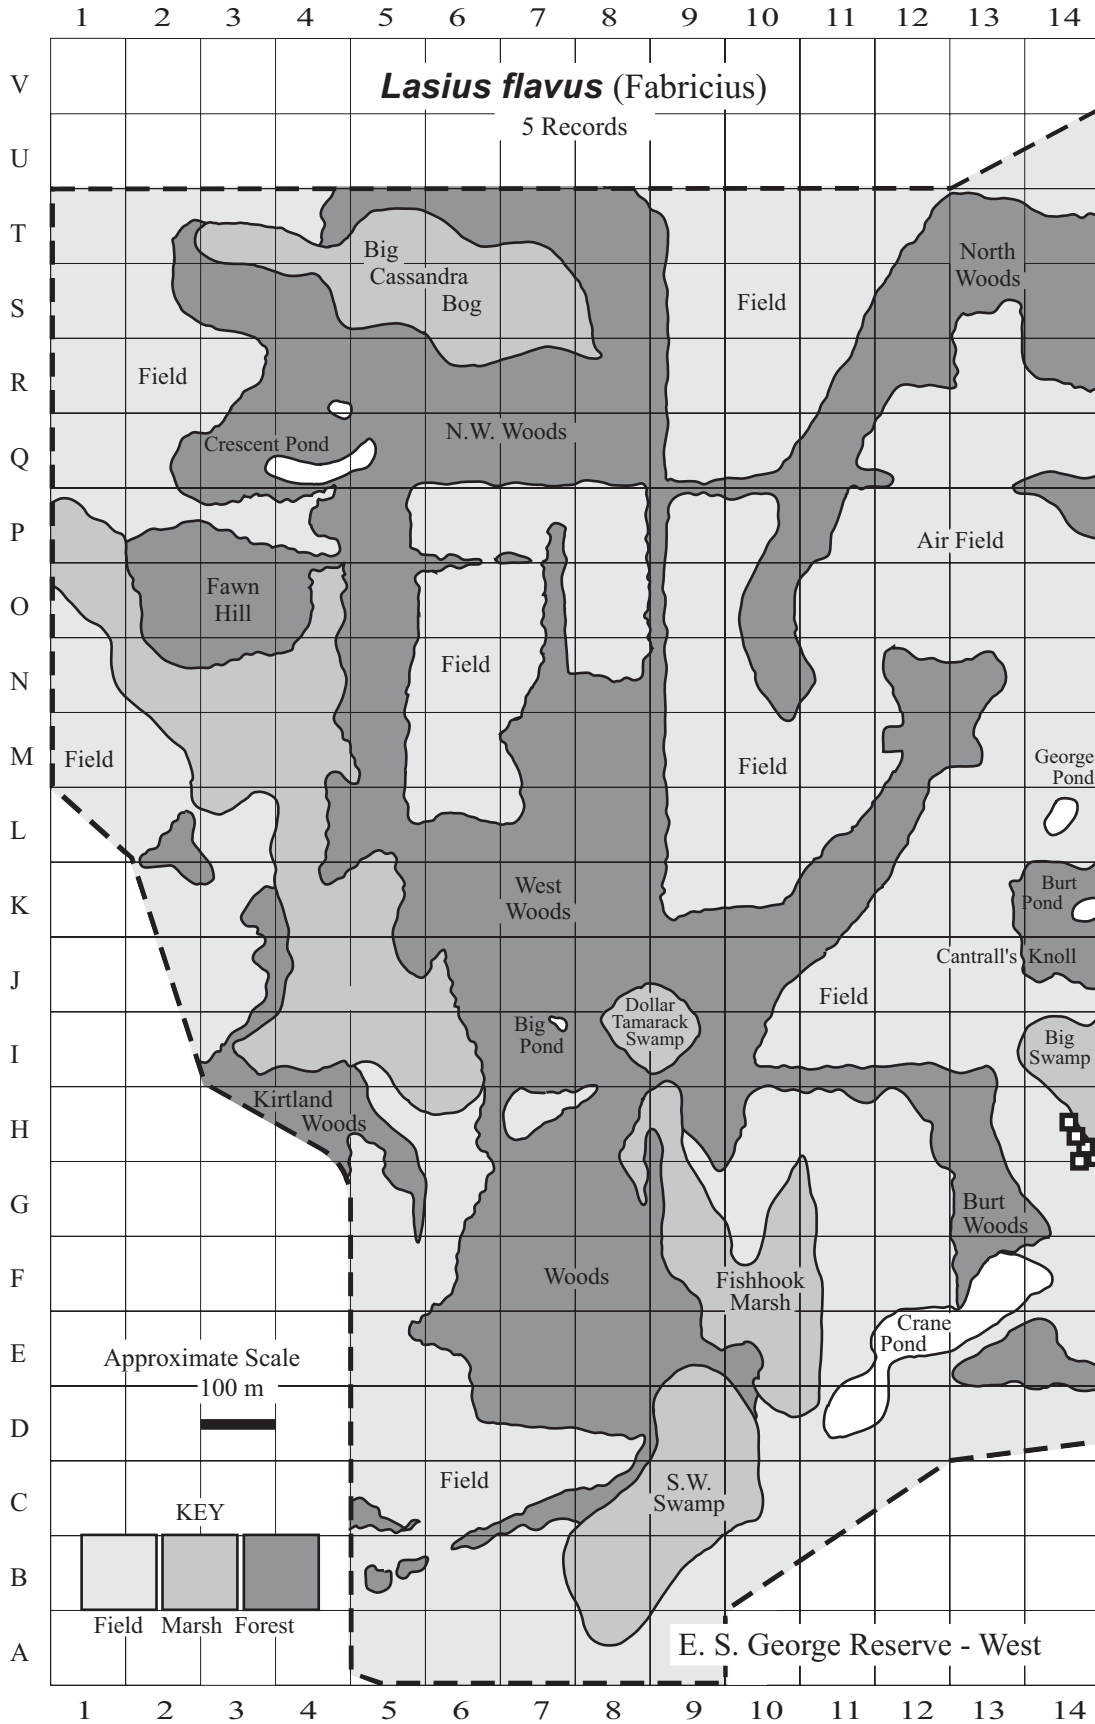 1 2 3 4 5 6 7 8 9 10 11 12 13 14
V
Lasius flavus (Fabricius)
5 Records
U
T
Big
Cassandra
Bog
North
Woods
S
Field
R
Field
N.W. Woods
Crescent Pond
Q
P
Air Field
Fawn
Hill
O
Field
N
M
Field
Field
George
Pond
L
West
Woods
Burt
Pond
K
Cantrall's Knoll
J
Field
Dollar
Tamarack
Swamp
Big
Pond
Big
Swamp
I
Kirtland
Woods
H
G
Burt
Woods
F
Woods
Fishhook
Marsh
Crane
Pond
E
Approximate Scale
100 m
D
Field
S.W.
Swamp
C
KEY
B
Field Marsh Forest
A
E. S. George Reserve - West
1 2 3 4 5 6 7 8 9 10 11 12 13 14